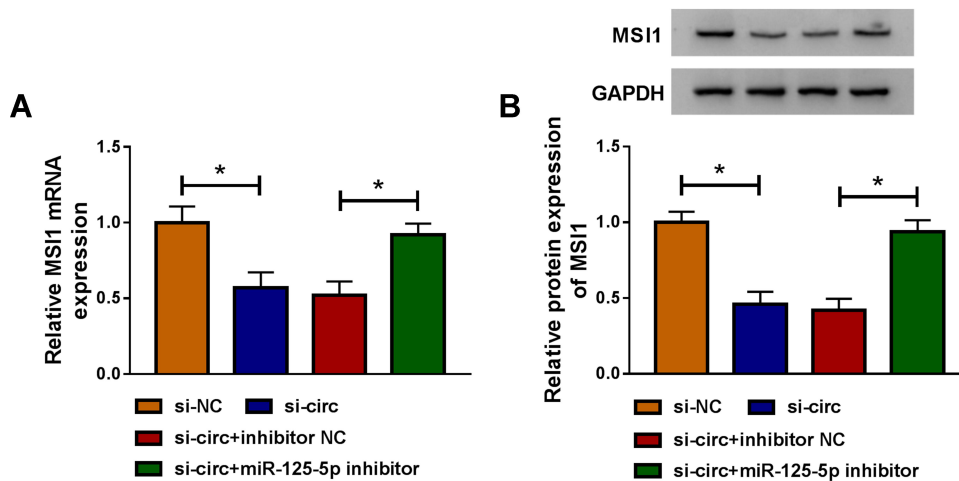 MSI1
GAPDH
A
Relative MSI1 mRNA
expression
1.5
1.0
0.5
0.0
*
*
si-NC
si-circ
si-circ+inhibitor NC
si-circ+miR-125-5p inhibitor
B
Relative protein expression
of MSI1
1.5
1.0
0.5
0.0
*
*
si-NC
si-circ
si-circ+inhibitor NC
si-circ+miR-125-5p inhibitor